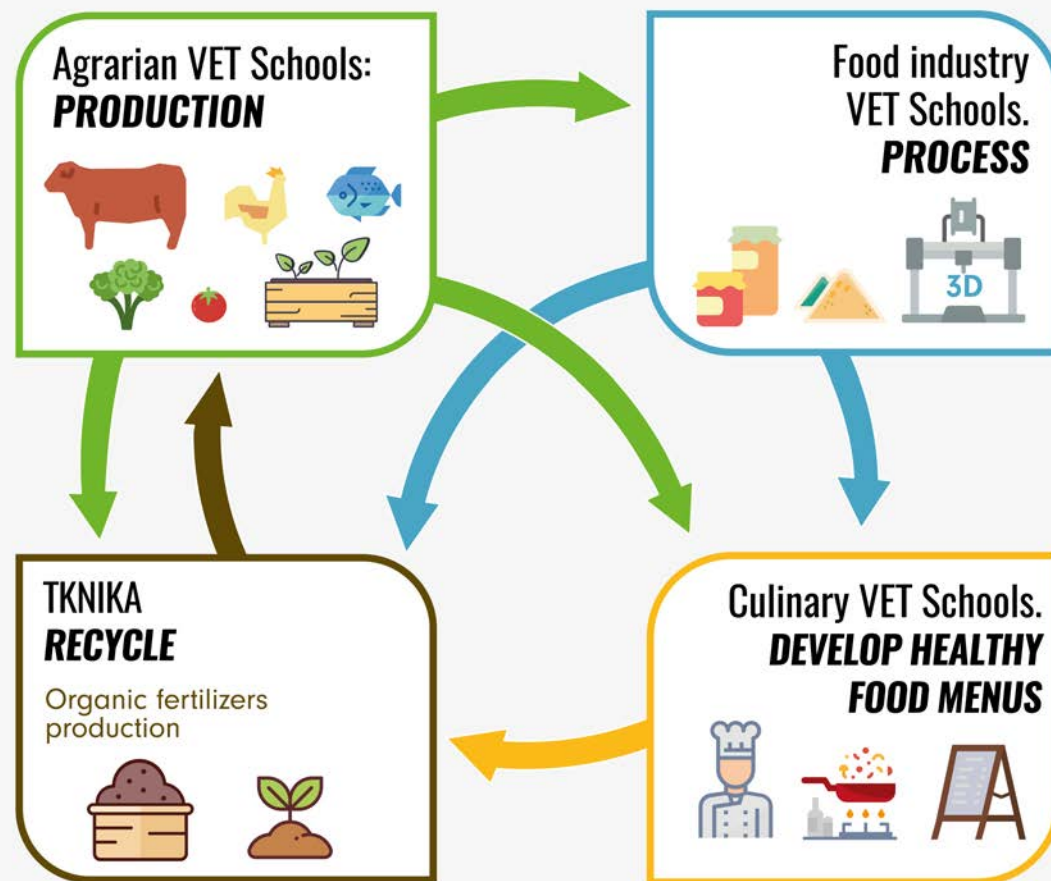 Agrarian VET Schools:
PRODUCTION
Food industry
VET Schools.
PROCESS
3D
TKNIKA
RECYCLE
Organic fertilizers
production
Culinary VET Schools.
DEVELOP HEALTHY
FOOD MENUS